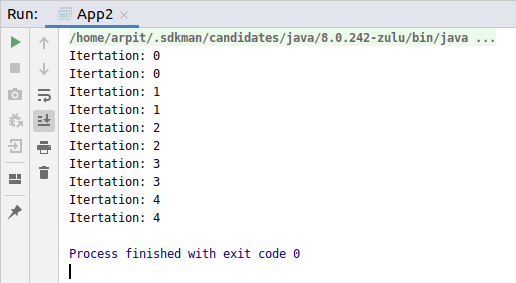 Run: App2
/home/arpit/.sdkman/candidates/java/8.0.242-zulu/bin/java ...
Itertation: 0
Itertation: 0
Itertation: 1
Itertation: 1
Itertation: 2
Itertation: 2
Itertation: 3
Itertation: 3
Itertation: 4
Itertation: 4
Process finished with exit code 0